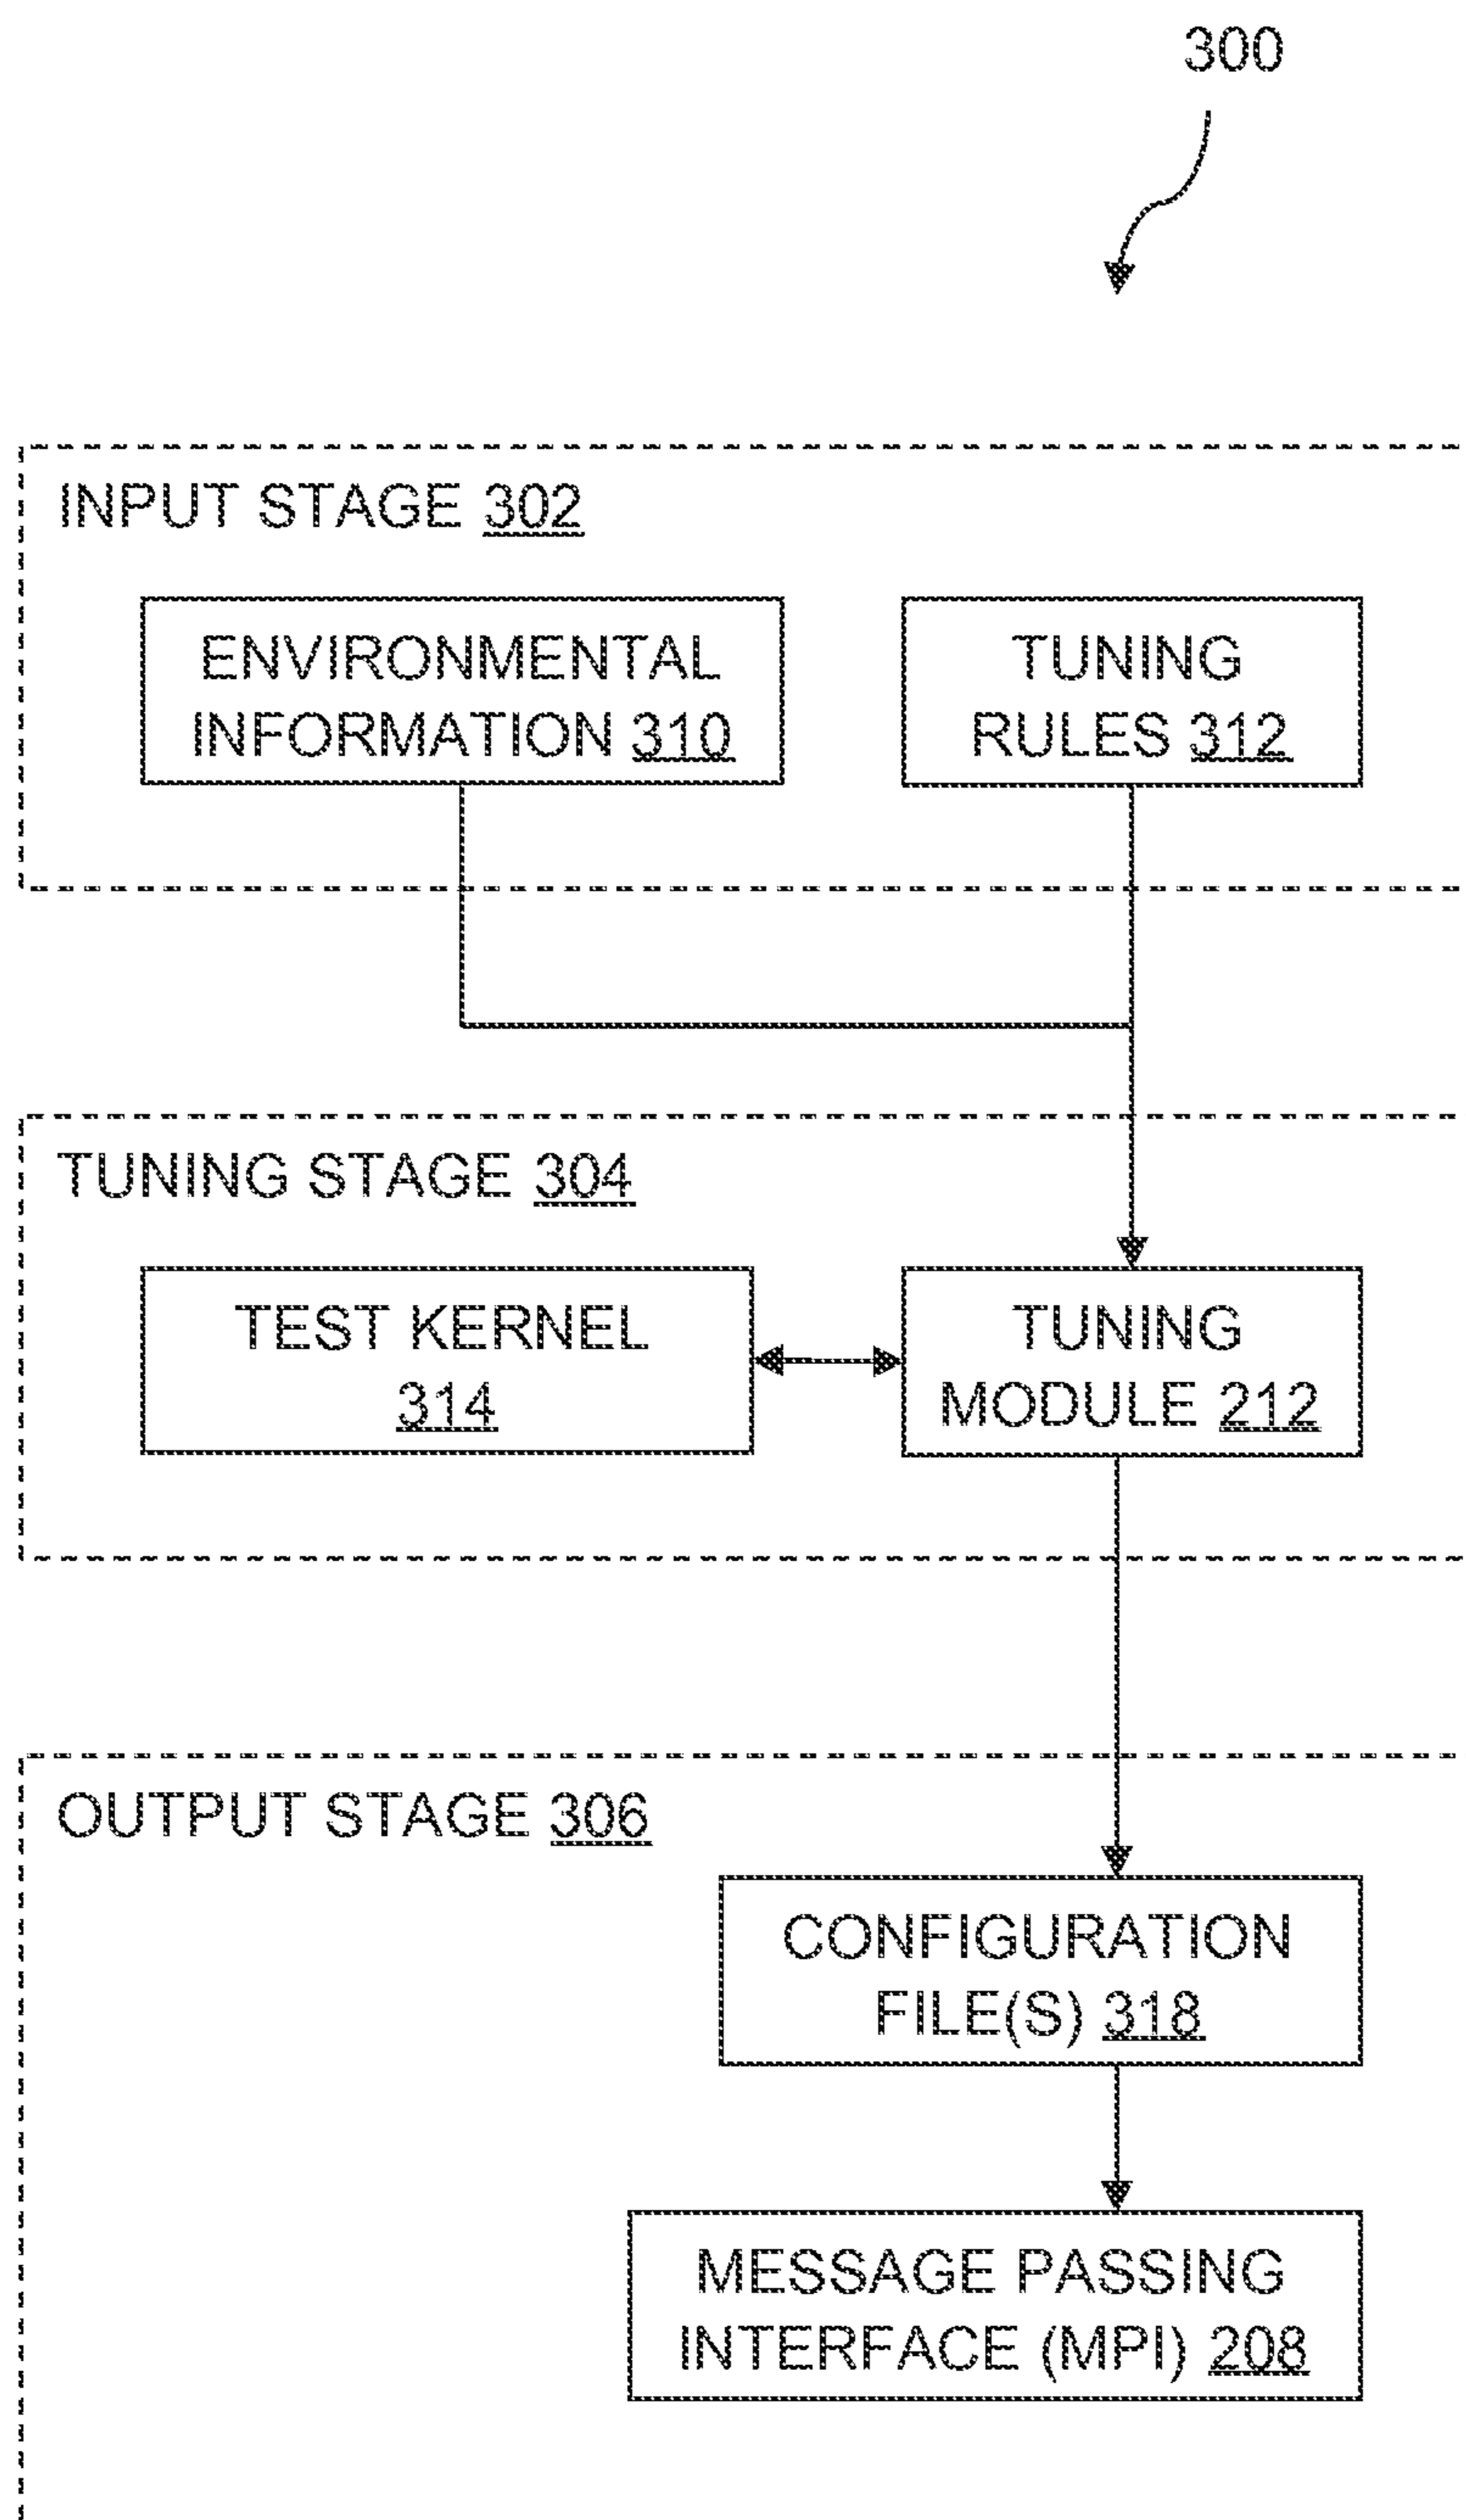 300
INPUT STAGE 302
ENVIRONMENTAL
INFORMATION 310
TUNING
RULES 312
TUNING STAGE 304
TEST KERNEL
314
TUNING
MODULE 212
OUTPUT STAGE 306
CONFIGURATION
FILE(S) 318
MESSAGE PASSING
INTERFACE (MPI) 208